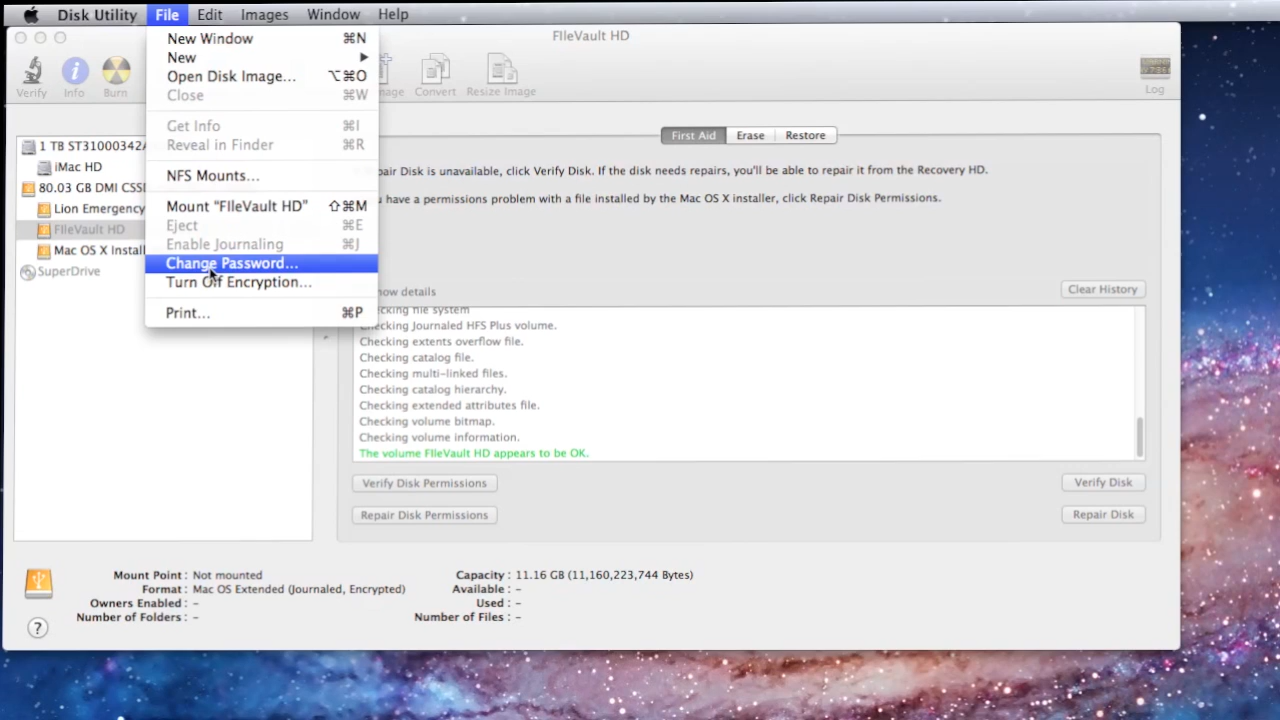 Disk Utility File Edit Images Window Help
FIleVault HD
Verify Info Burn Convert Resize Image Log
New Window ⌘N
New ▶
Open Disk Image... ⌥⌘O
Close ⌘W
Get Info ⌘I
Reveal in Finder ⌘R
NFS Mounts...
Mount "FIleVault HD" ⇧⌘M
Eject ⌘E
Enable Journaling ⌘J
Change Password...
Turn Off Encryption...
Print... ⌘P
1 TB ST31000342A
iMac HD
80.03 GB DMI CSS
Lion Emergency
FIleVault HD
Mac OS X Install
SuperDrive
First Aid Erase Restore
Disk is unavailable, click Verify Disk. If the disk needs repairs, you'll be able to repair it from the Recovery HD.
have a permissions problem with a file installed by the Mac OS X installer, click Repair Disk Permissions.
details
Clear History
Checking file system
Checking Journaled HFS Plus volume.
Checking extents overflow file.
Checking catalog file.
Checking multi-linked files.
Checking catalog hierarchy.
Checking extended attributes file.
Checking volume bitmap.
Checking volume information.
The volume FIleVault HD appears to be OK.
Verify Disk Permissions Verify Disk
Repair Disk Permissions Repair Disk
Mount Point : Not mounted
Format : Mac OS Extended (Journaled, Encrypted)
Owners Enabled : –
Number of Folders : –
Capacity : 11.16 GB (11,160,223,744 Bytes)
Available : –
Used : –
Number of Files : –
?